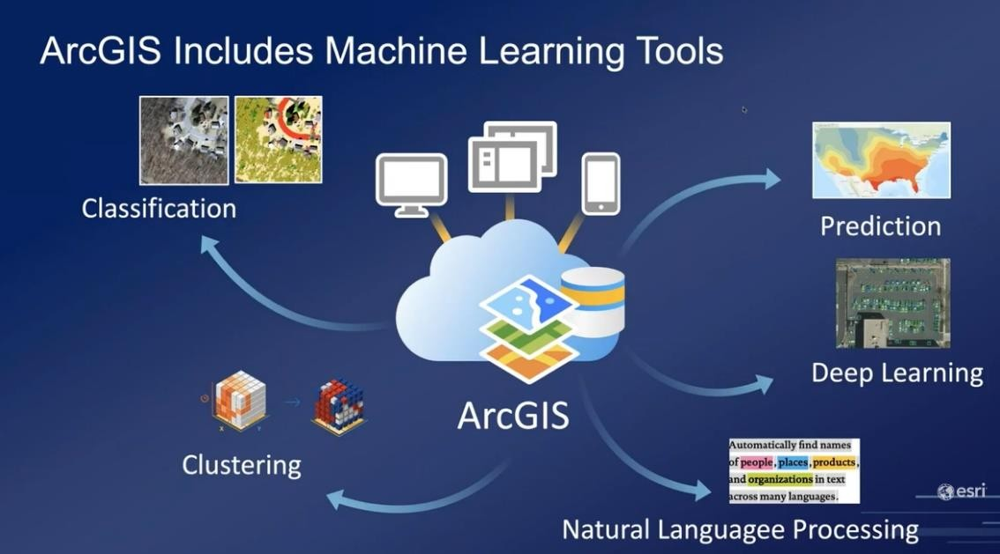 ArcGIS Includes Machine Learning Tools
Classification
Prediction
Deep Learning
ArcGIS
X
Y
Clustering
Automatically find names
of people, places, products,
and organizations in text
across many languages.
esri
Natural Languagee Processing